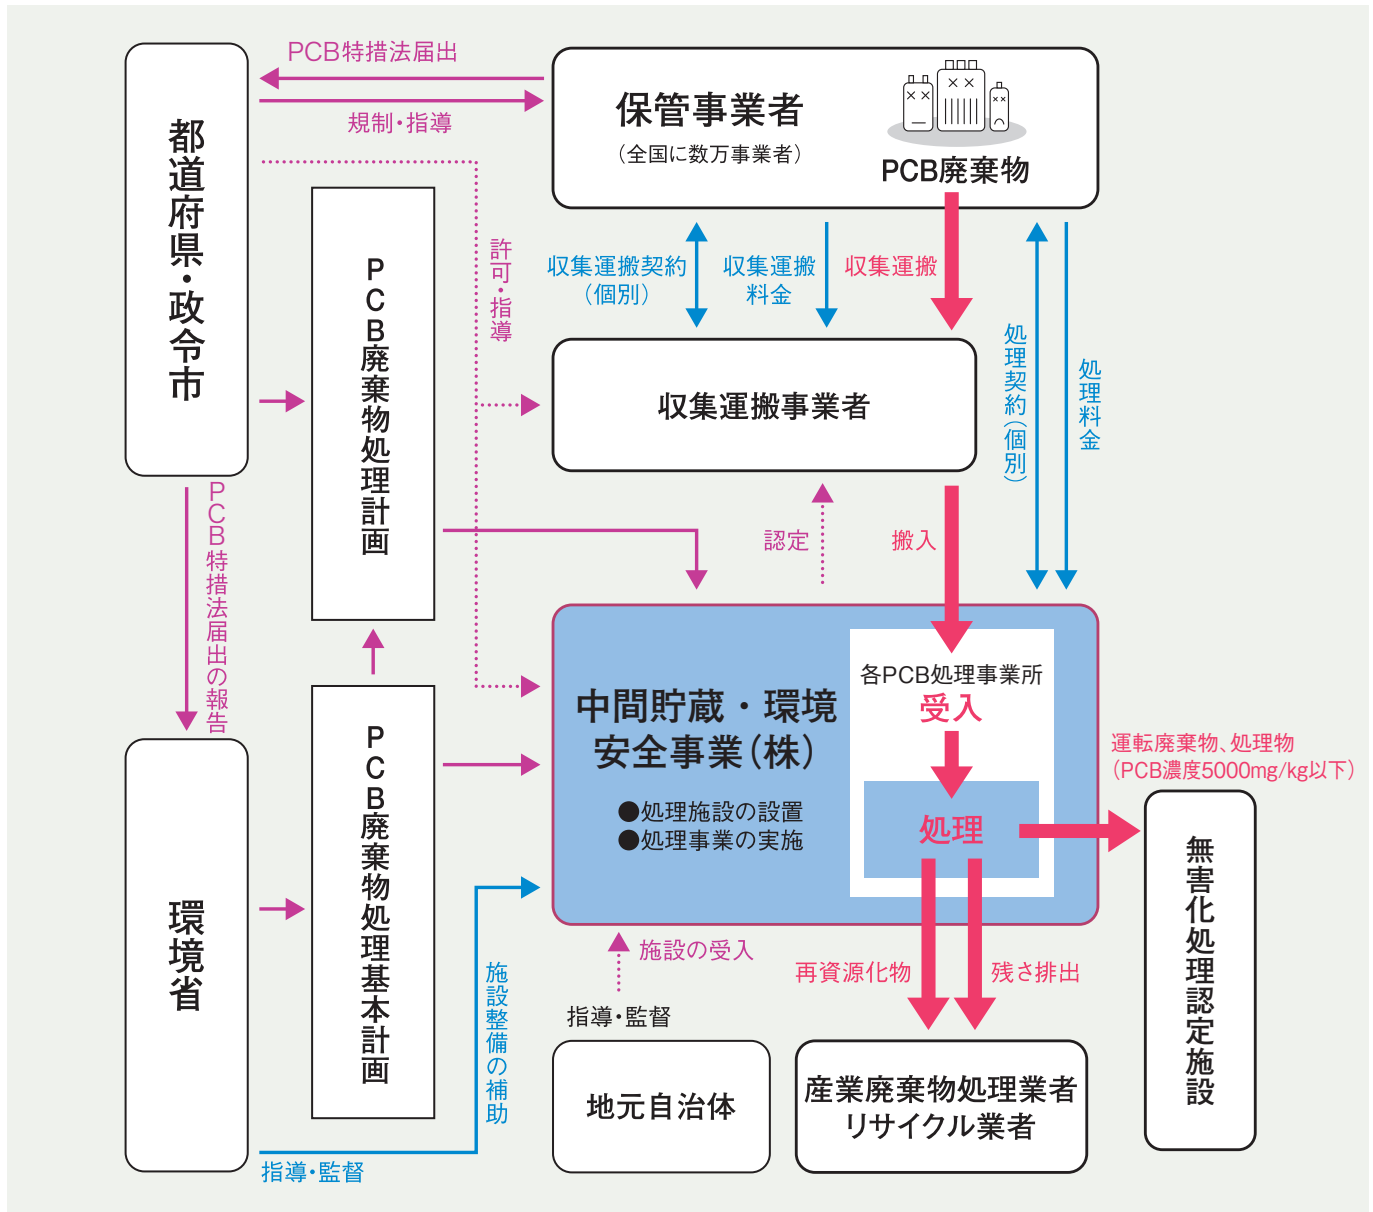 PCB特措法届出
規制・指導
都道府県・政令市
保管事業者
（全国に数万事業者）
PCB廃棄物
許可・指導
PCB廃棄物処理計画
収集運搬契約
（個別）
収集運搬
料金
収集運搬
処理契約（個別）
処理料金
収集運搬事業者
PCB特措法届出の報告
認定
搬入
中間貯蔵・環境
安全事業（株）
●処理施設の設置
●処理事業の実施
各PCB処理事業所
受入
処理
運転廃棄物、処理物
（PCB濃度5000mg/kg以下）
無害化処理認定施設
環境省
PCB廃棄物処理基本計画
施設整備の補助
指導・監督
施設の受入
指導・監督
地元自治体
再資源化物
残さ排出
産業廃棄物処理業者
リサイクル業者